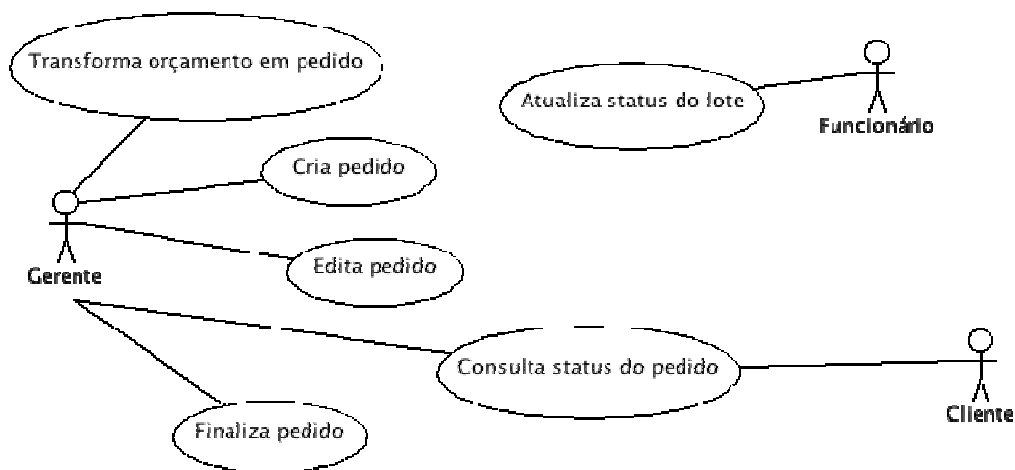 Transforma orçamento em pedido
Atualiza status do lote
Funcionário
Cria pedido
Gerente
Edita pedido
Consulta status do pedido
Cliente
Finaliza pedido